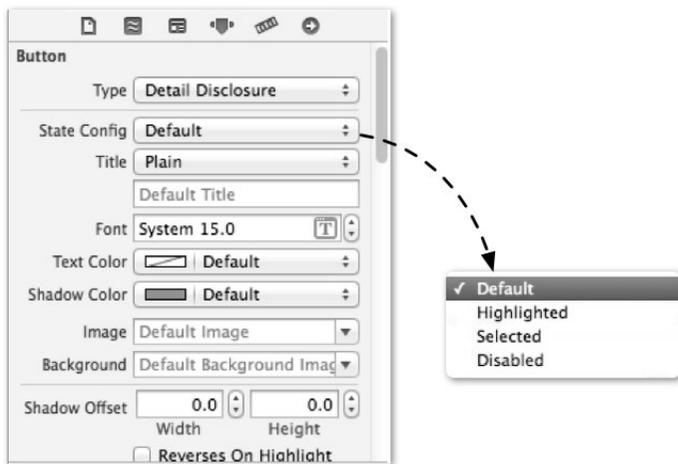 Button
Type Detail Disclosure
State Config Default
Title Plain
Default Title
Font System 15.0 T
Text Color Default
Shadow Color Default
Image Default Image
Background Default Background Imag
Shadow Offset 0.0 0.0
Width Height
Reverses On Highlight
✓ Default
Highlighted
Selected
Disabled